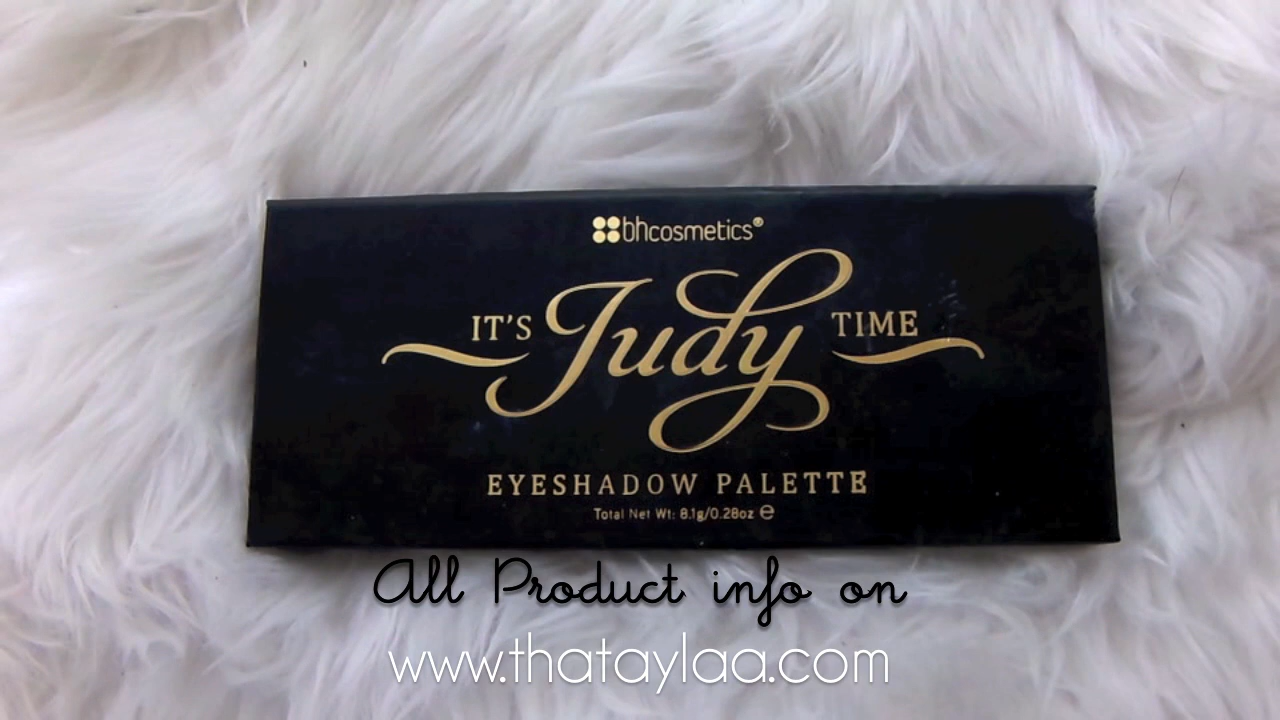 bhcosmetics®
IT'S Judy TIME
EYESHADOW PALETTE
Total Net Wt: 8.1g/0.28oz ℮
All Product info on
www.thataylaa.com